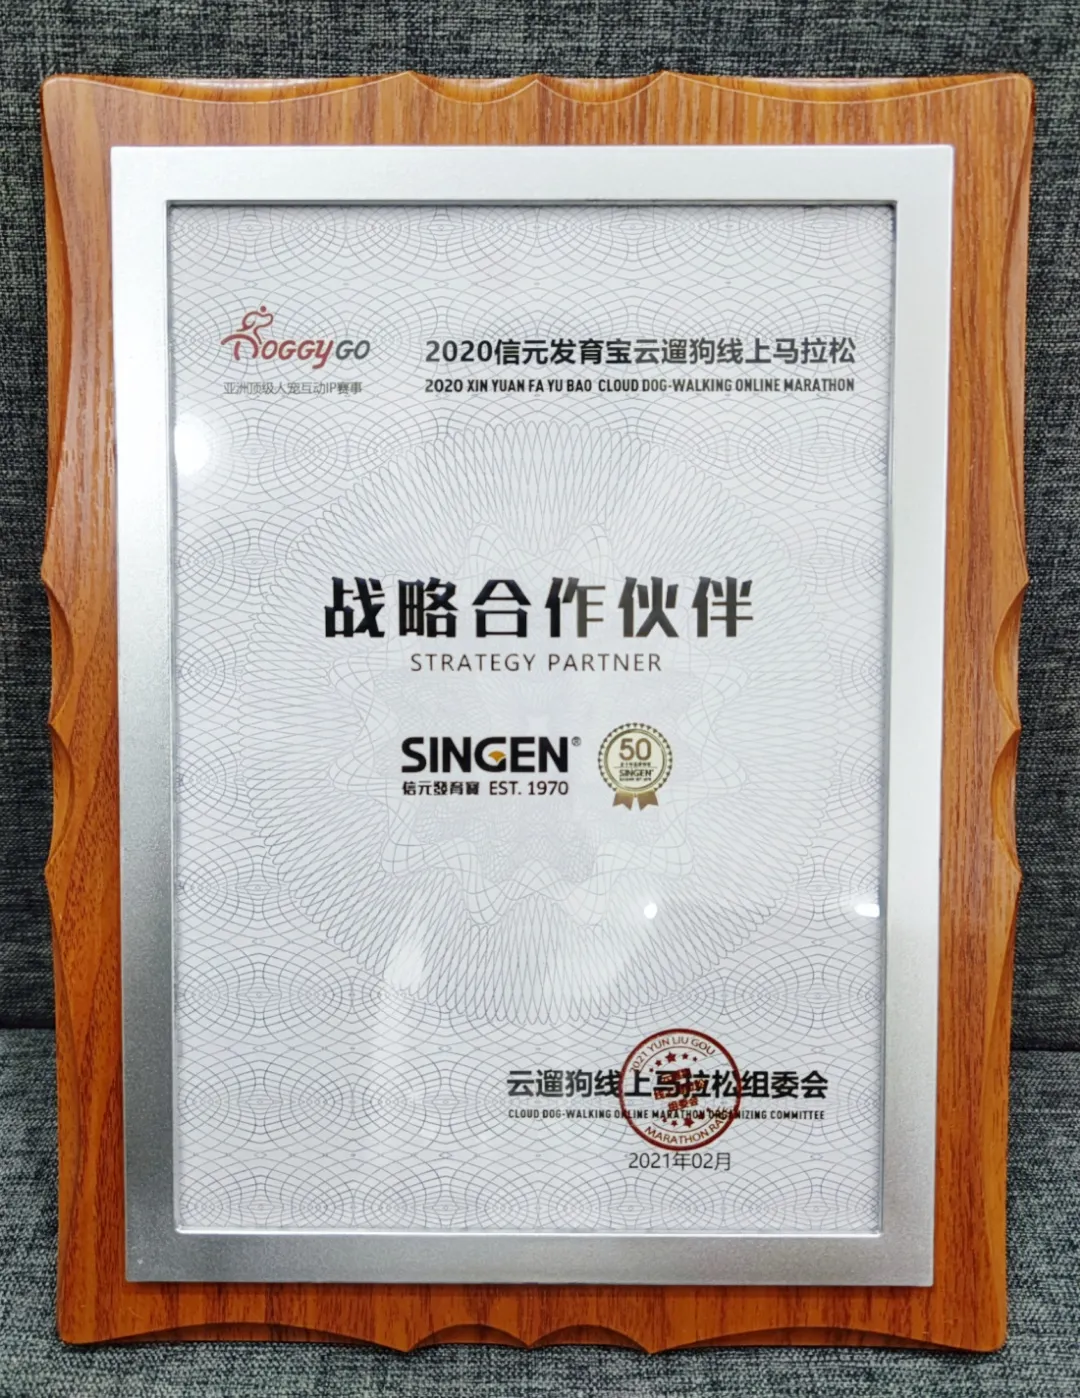 DOGGYGO
亚洲顶级人宠互动IP赛事
2020信元发育宝云遛狗线上马拉松
2020 XIN YUAN FA YU BAO CLOUD DOG-WALKING ONLINE MARATHON
战略合作伙伴
STRATEGY PARTNER
SINGEN®
信元發育寶 EST. 1970
50
SINGEN
云遛狗线上马拉松组委会
CLOUD DOG-WALKING ONLINE MARATHON ORGANIZING COMMITTEE
2021 YUN LIU GOU
组委会
MARATHON
2021年02月